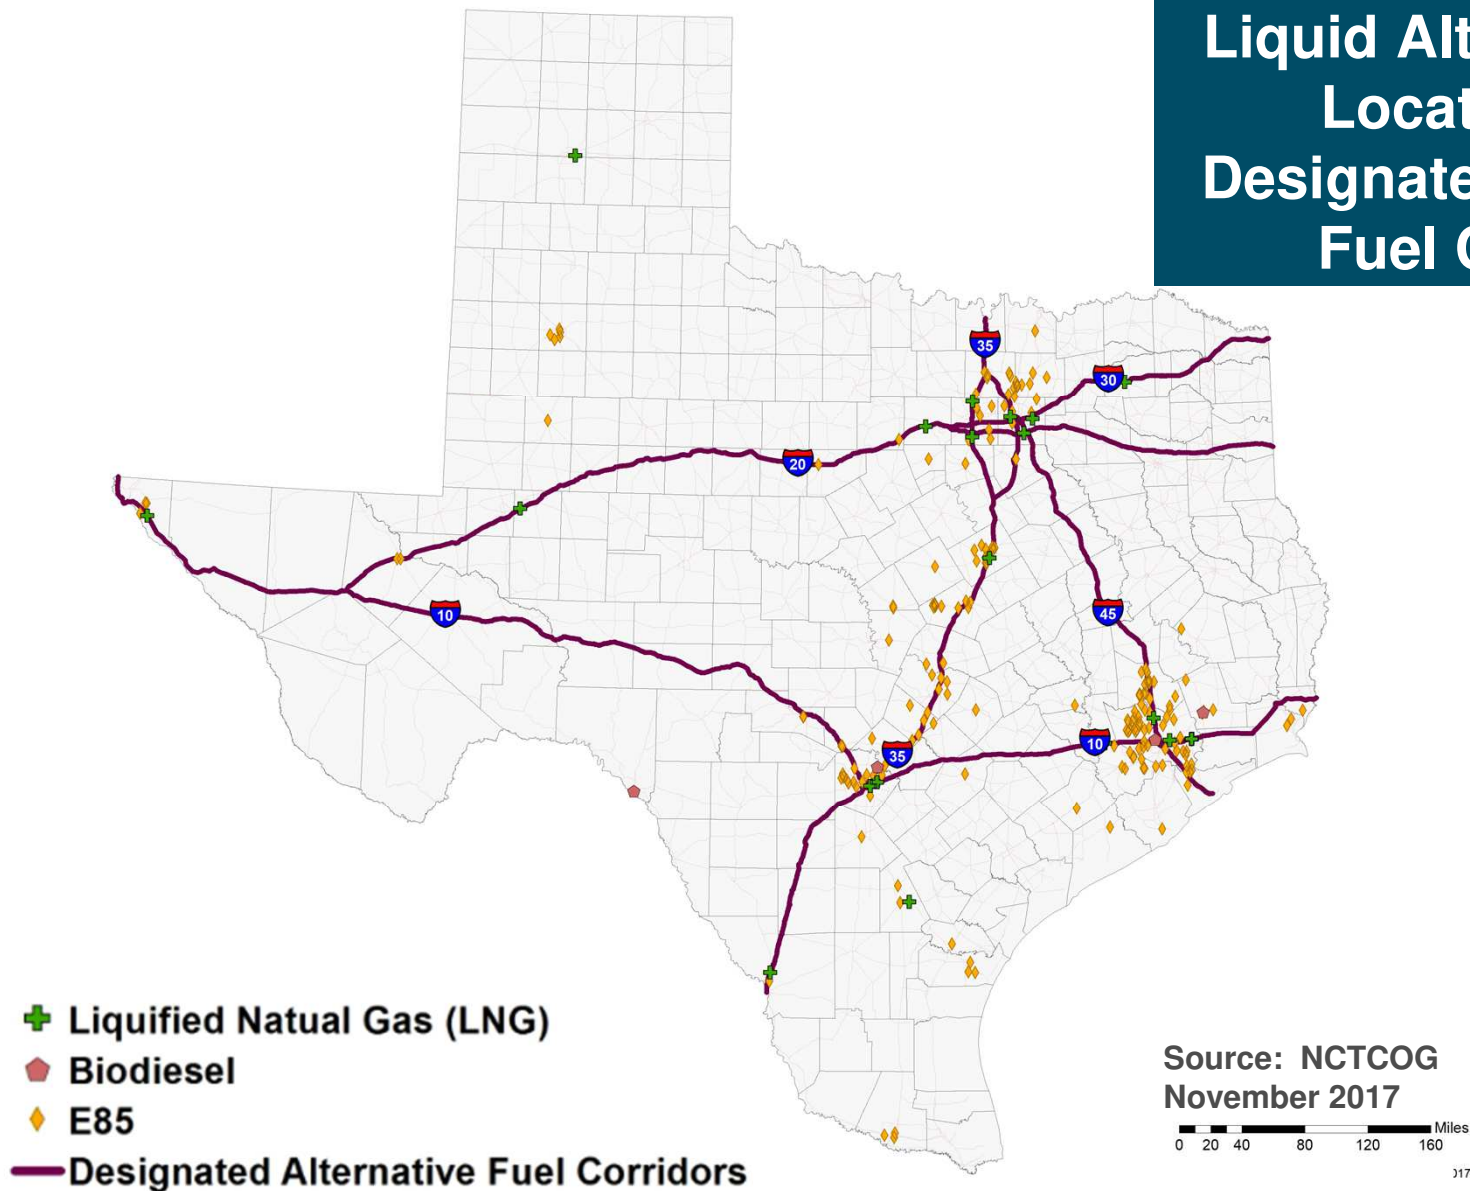 Liquid Alt
Locat
Designate
Fuel C
35
30
20
10
45
10
35
Liquified Natual Gas (LNG)
Biodiesel
E85
Designated Alternative Fuel Corridors
Source: NCTCOG
November 2017
Miles
0 20 40 80 120 160
017